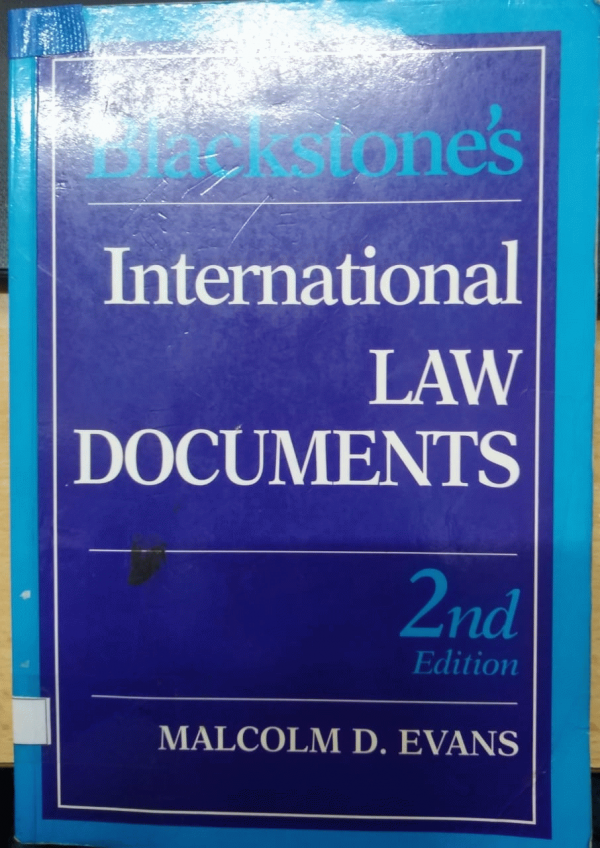 Blackstone's
International
LAW
DOCUMENTS
2nd
Edition
MALCOLM D. EVANS